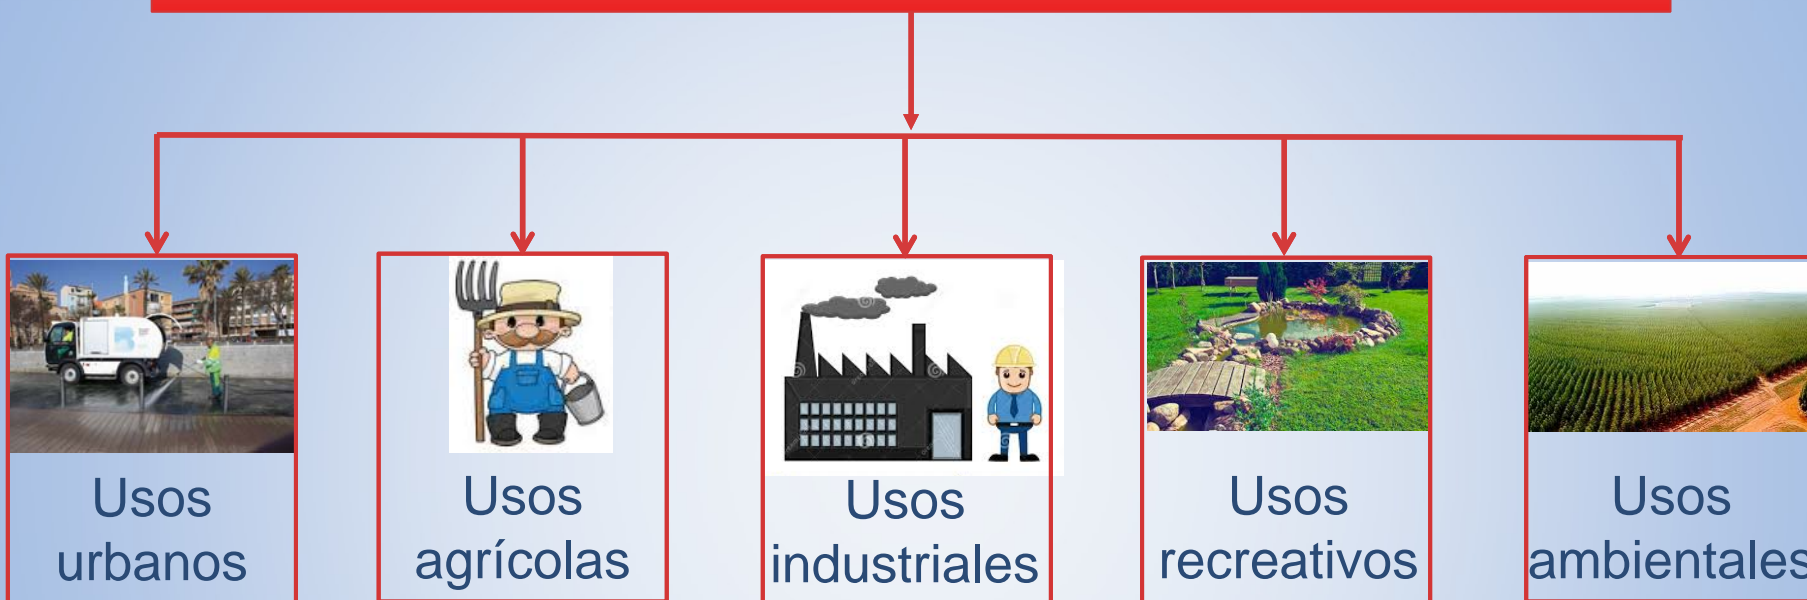 Usos
urbanos
Usos
agrícolas
Usos
industriales
Usos
recreativos
Usos
ambientales